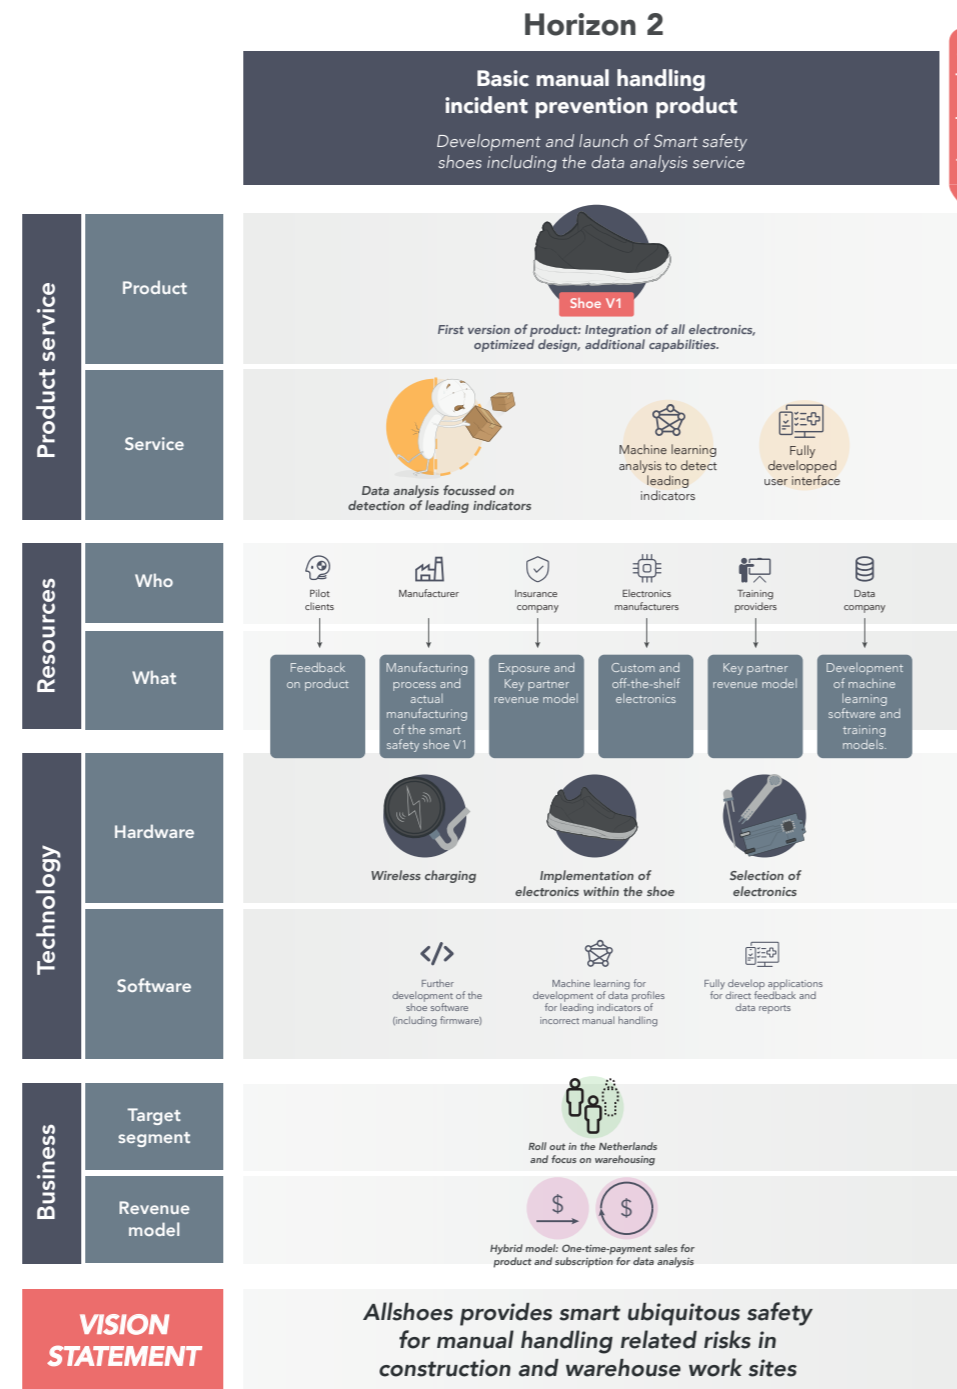 Horizon 2
Basic manual handling
incident prevention product
Development and launch of Smart safety
shoes including the data analysis service
Product service
Product
Shoe V1
First version of product: Integration of all electronics,
optimized design, additional capabilities.
Service
Data analysis focussed on
detection of leading indicators
Machine learning
analysis to detect
leading
indicators
Fully
developped
user interface
Resources
Who
Pilot
clients
Manufacturer
Insurance
company
Electronics
manufacturers
Training
providers
Data
company
What
Feedback
on product
Manufacturing
process and
actual
manufacturing
of the smart
safety shoe V1
Exposure and
Key partner
revenue model
Custom and
off-the-shelf
electronics
Key partner
revenue model
Development
of machine
learning
software and
training
models.
Technology
Hardware
Wireless charging
Implementation of
electronics within the shoe
Selection of
electronics
Software
</>
Further
development of the
shoe software
(including firmware)
Machine learning for
development of data profiles
for leading indicators of
incorrect manual handling
Fully develop applications
for direct feedback and
data reports
Business
Target
segment
Roll out in the Netherlands
and focus on warehousing
Revenue
model
$
$
Hybrid model: One-time-payment sales for
product and subscription for data analysis
VISION
STATEMENT
Allshoes provides smart ubiquitous safety
for manual handling related risks in
construction and warehouse work sites